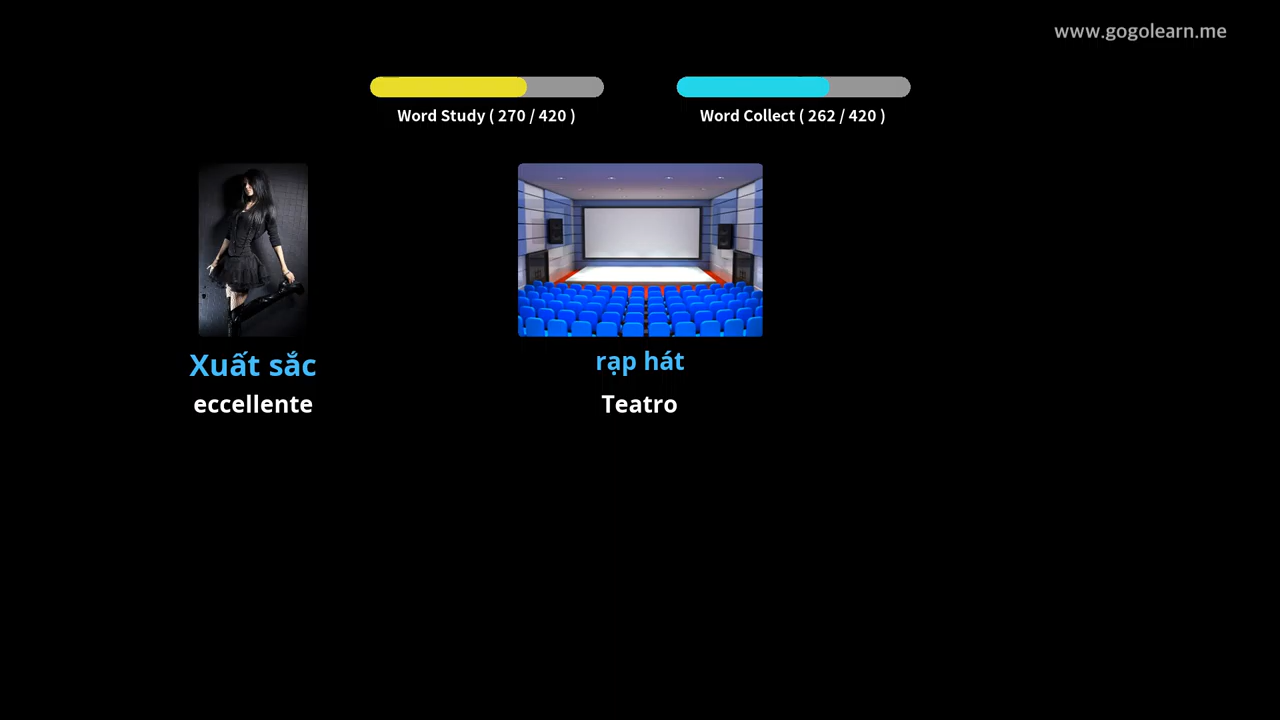 www.gogolearn.me
Word Study ( 270 / 420 )
Word Collect ( 262 / 420 )
Xuất sắc
eccellente
rạp hát
Teatro